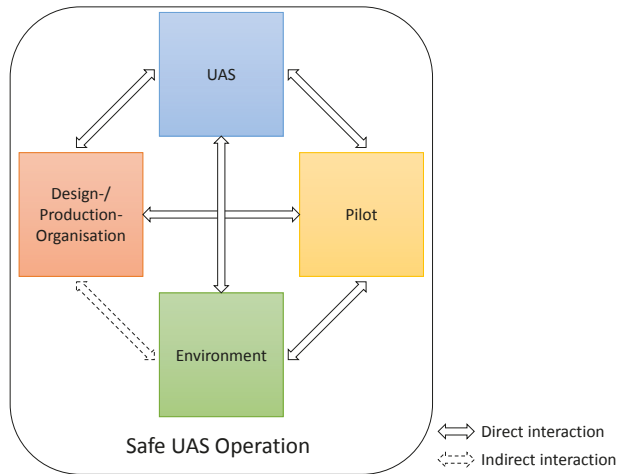 UAS
Design-/
Production-
Organisation
Pilot
Environment
Safe UAS Operation
Direct interaction
Indirect interaction